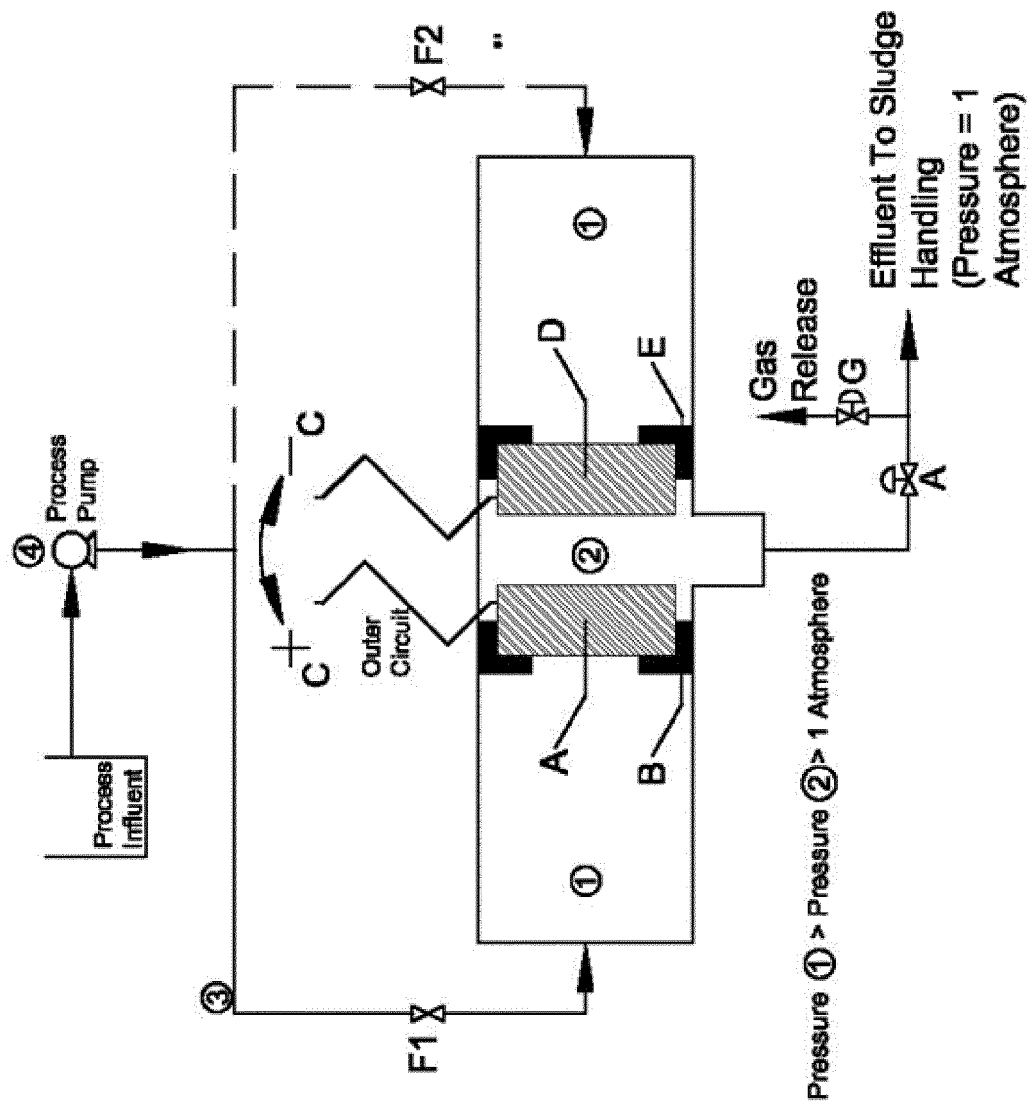 ④ Process
Pump
Process
Influent
③
C
C
Outer
Circuit
F1
F2
①
②
①
A
B
D
E
Gas
Release
G
A
Effluent To Sludge
Handling
(Pressure = 1
Atmosphere)
Pressure ① > Pressure ② > 1 Atmosphere
+
−